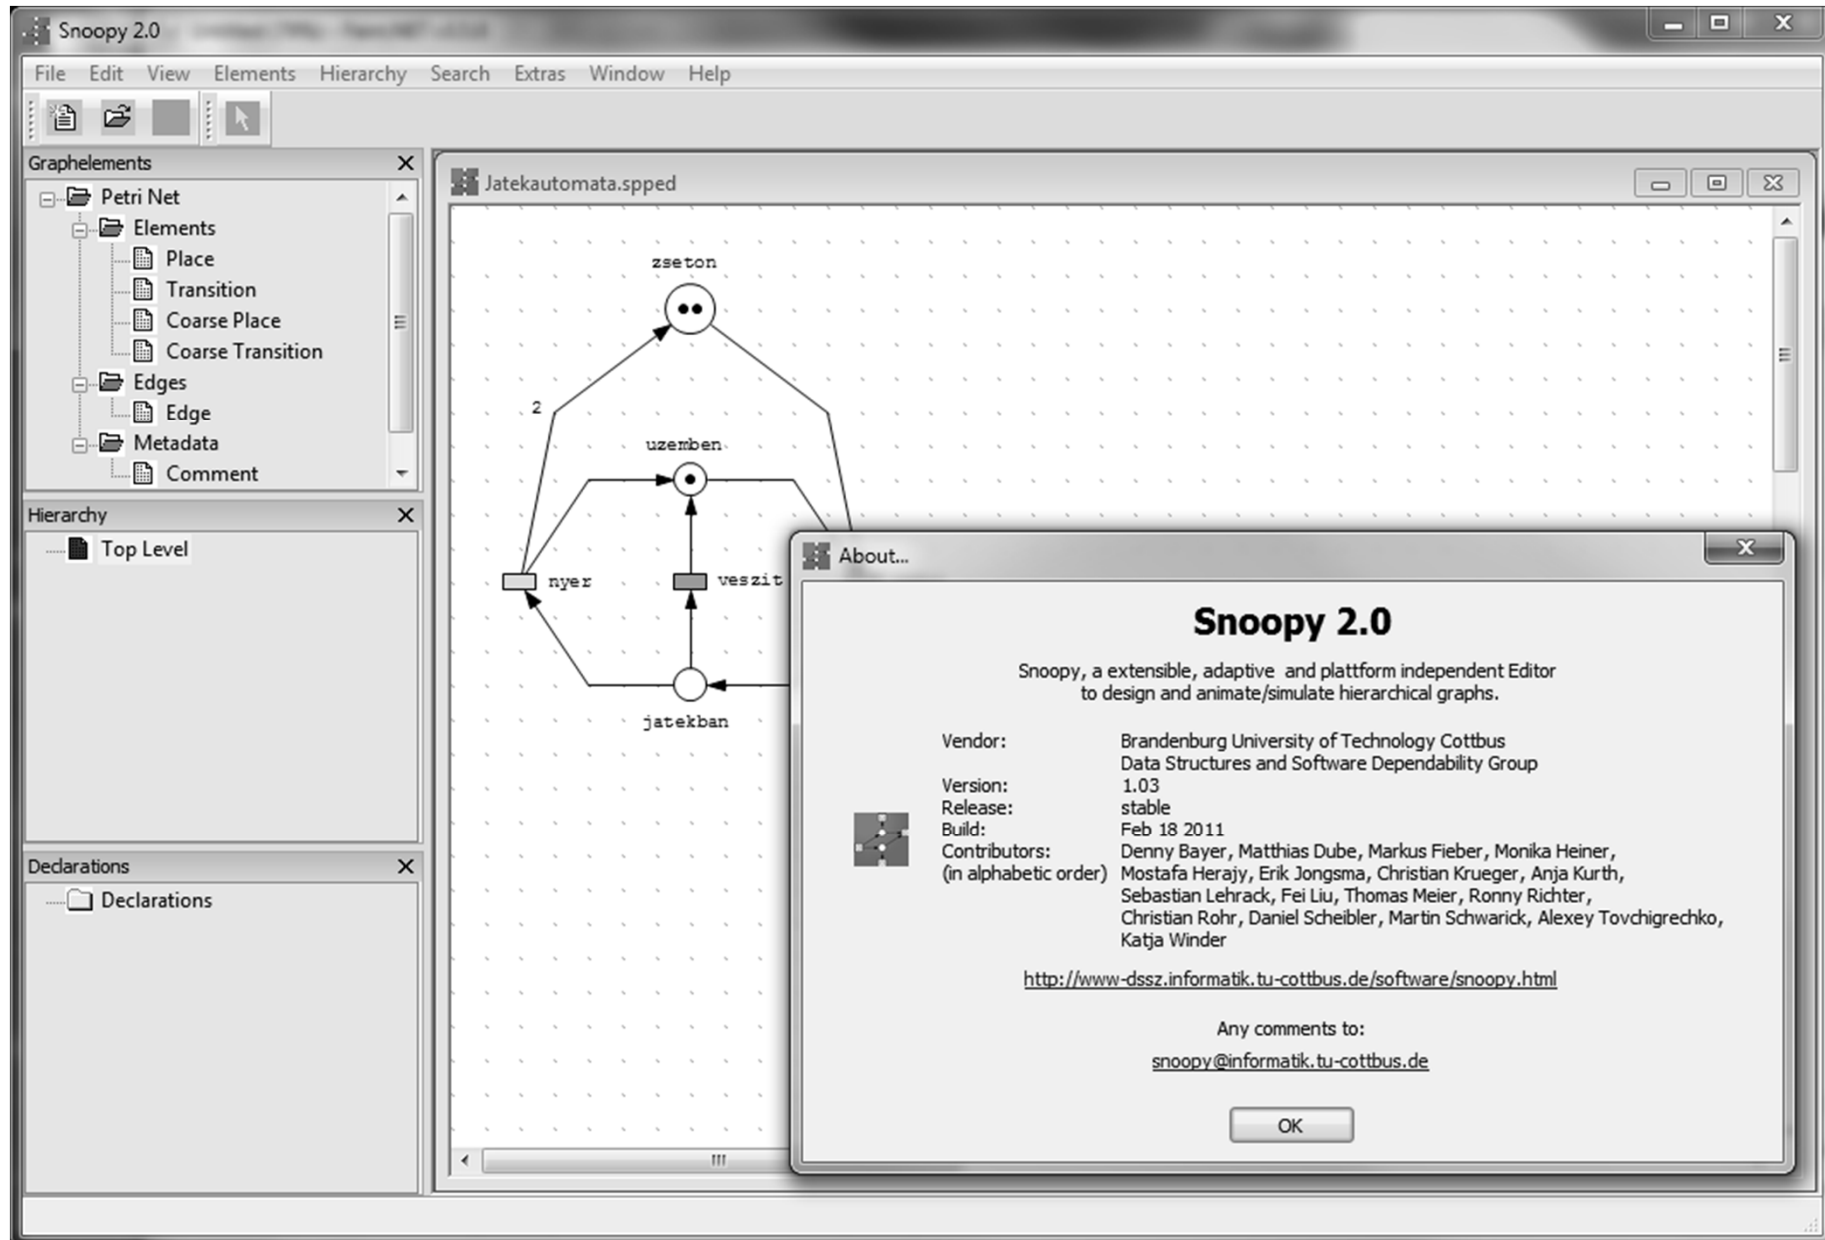 Snoopy 2.0
File Edit View Elements Hierarchy Search Extras Window Help
Graphelements
Petri Net
Elements
Place
Transition
Coarse Place
Coarse Transition
Edges
Edge
Metadata
Comment
Hierarchy
Top Level
Declarations
Declarations
Jatekautomata.spped
zseton
2
uzemben
nyer
veszit
jatekban
About...
Snoopy 2.0
Snoopy, a extensible, adaptive and plattform independent Editor
to design and animate/simulate hierarchical graphs.
Vendor: Brandenburg University of Technology Cottbus
Data Structures and Software Dependability Group
Version: 1.03
Release: stable
Build: Feb 18 2011
Contributors: Denny Bayer, Matthias Dube, Markus Fieber, Monika Heiner,
(in alphabetic order) Mostafa Herajy, Erik Jongsma, Christian Krueger, Anja Kurth,
Sebastian Lehrack, Fei Liu, Thomas Meier, Ronny Richter,
Christian Rohr, Daniel Scheibler, Martin Schwarick, Alexey Tovchigrechko,
Katja Winder
http://www-dssz.informatik.tu-cottbus.de/software/snoopy.html
Any comments to:
snoopy@informatik.tu-cottbus.de
OK